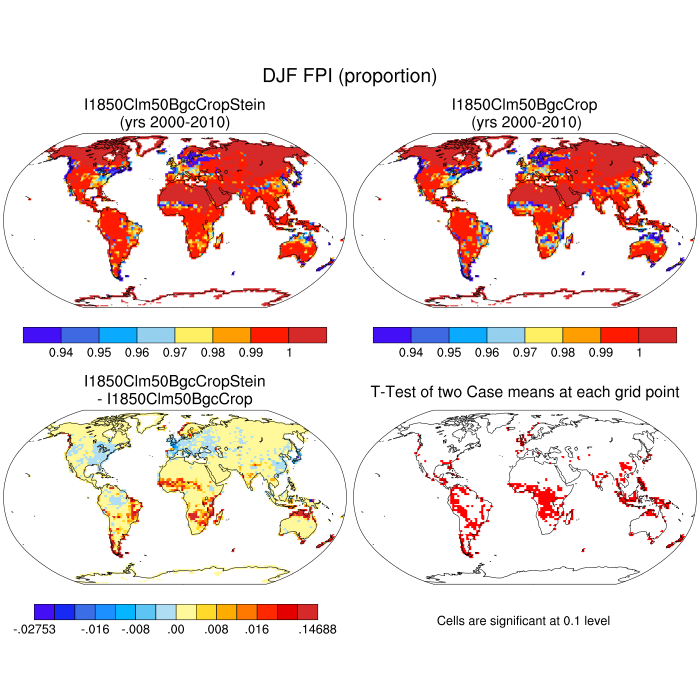 DJF FPI (proportion)
I1850Clm50BgcCropStein
(yrs 2000-2010)
I1850Clm50BgcCrop
(yrs 2000-2010)
0.94 0.95 0.96 0.97 0.98 0.99 1
0.94 0.95 0.96 0.97 0.98 0.99 1
I1850Clm50BgcCropStein
- I1850Clm50BgcCrop
T-Test of two Case means at each grid point
-.02753 -.016 -.008 .00 .008 .016 .14688
Cells are significant at 0.1 level